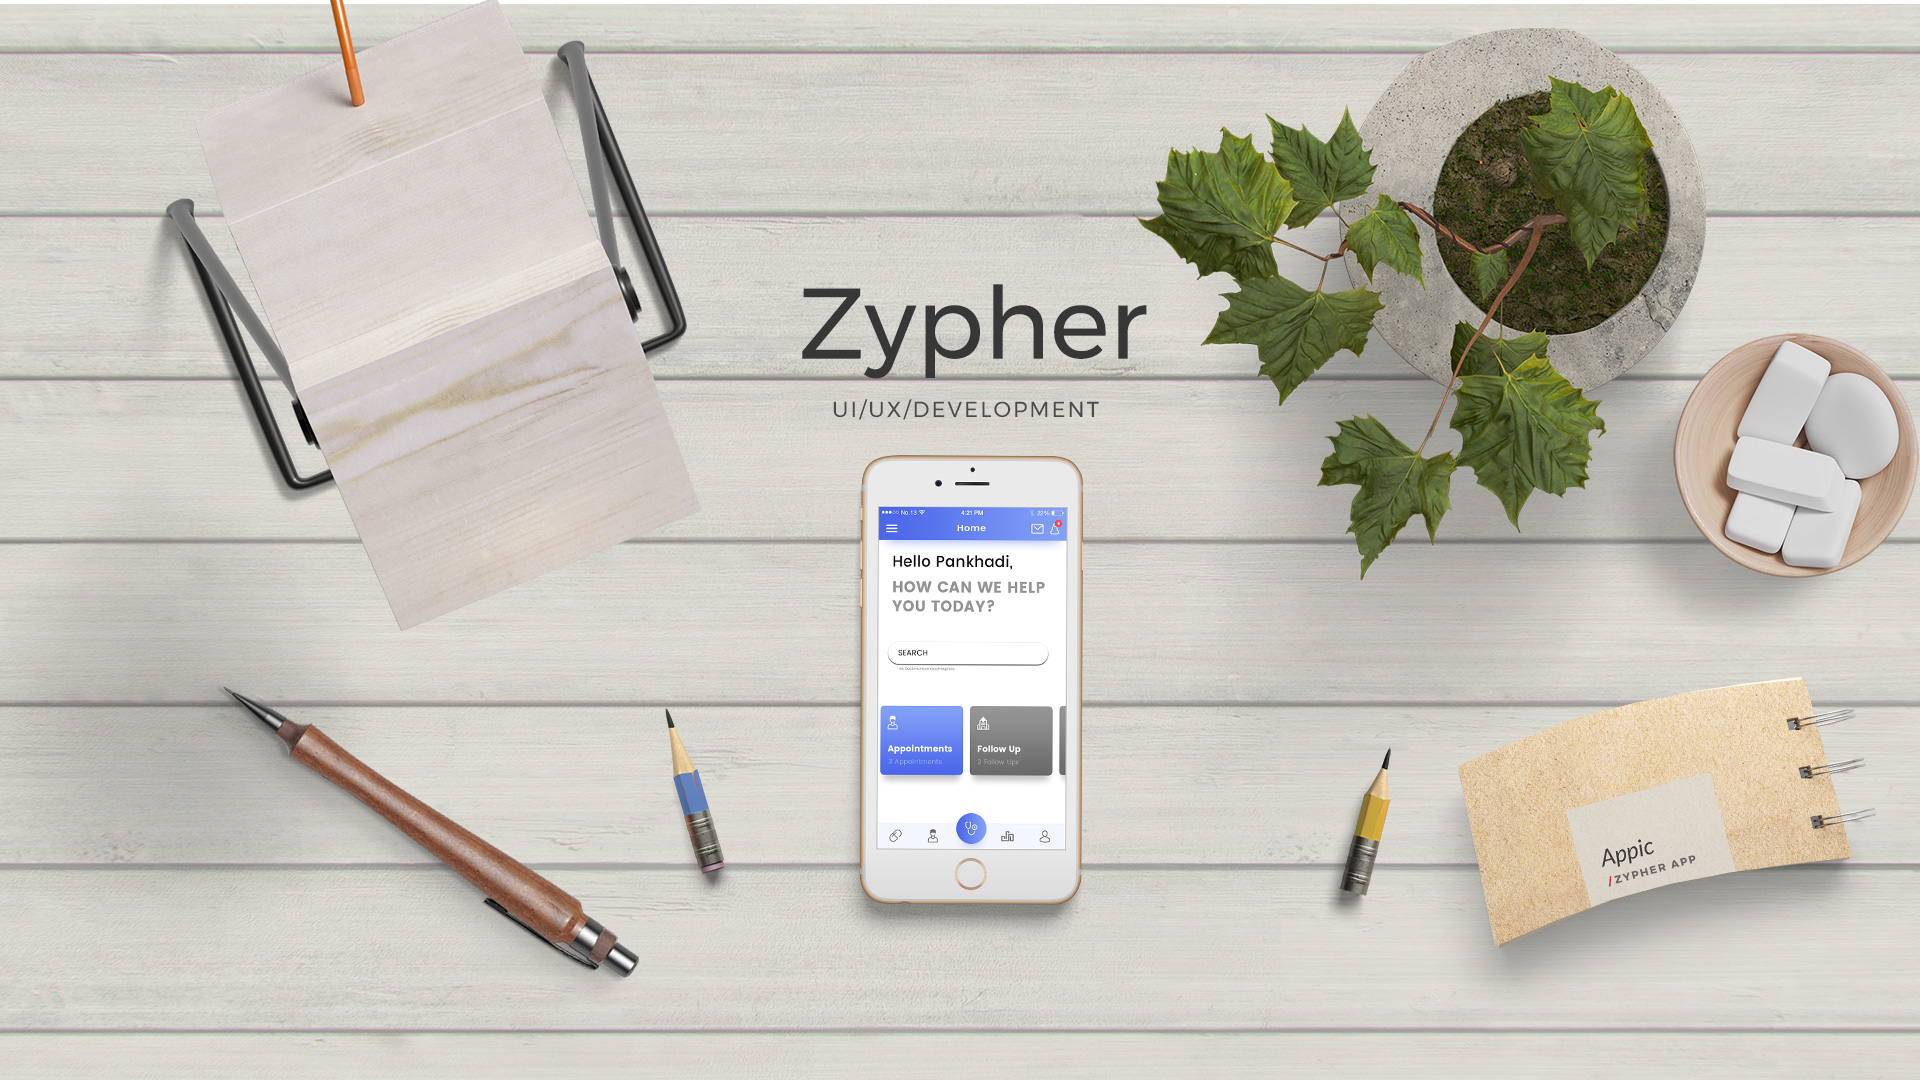 Zypher
UI/UX/DEVELOPMENT
No.13 4:21 PM 22%
Home
Hello Pankhadi,
HOW CAN WE HELP
YOU TODAY?
SEARCH
Appointments
3 Appointments
Follow Up
2 Follow Ups
Appic
/ZYPHER APP